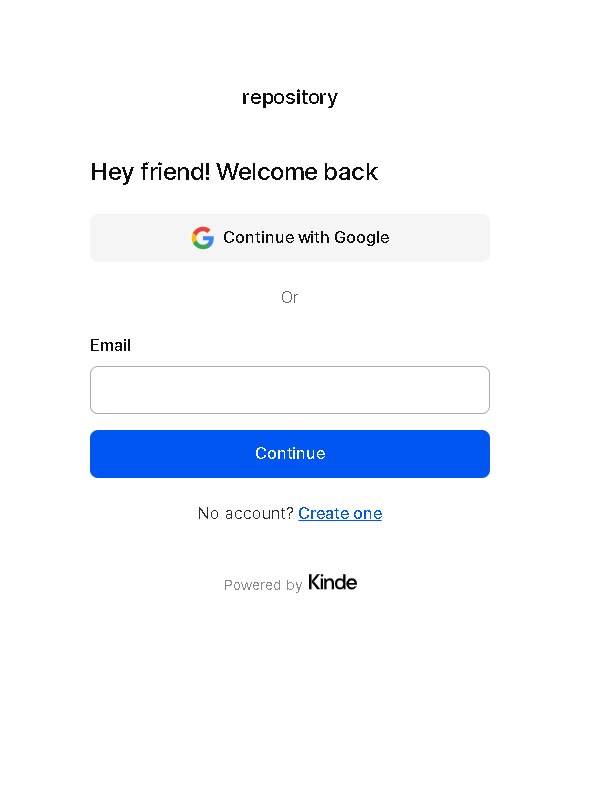 repository
Hey friend! Welcome back
Continue with Google
Or
Email
Continue
No account? Create one
Powered by Kinde